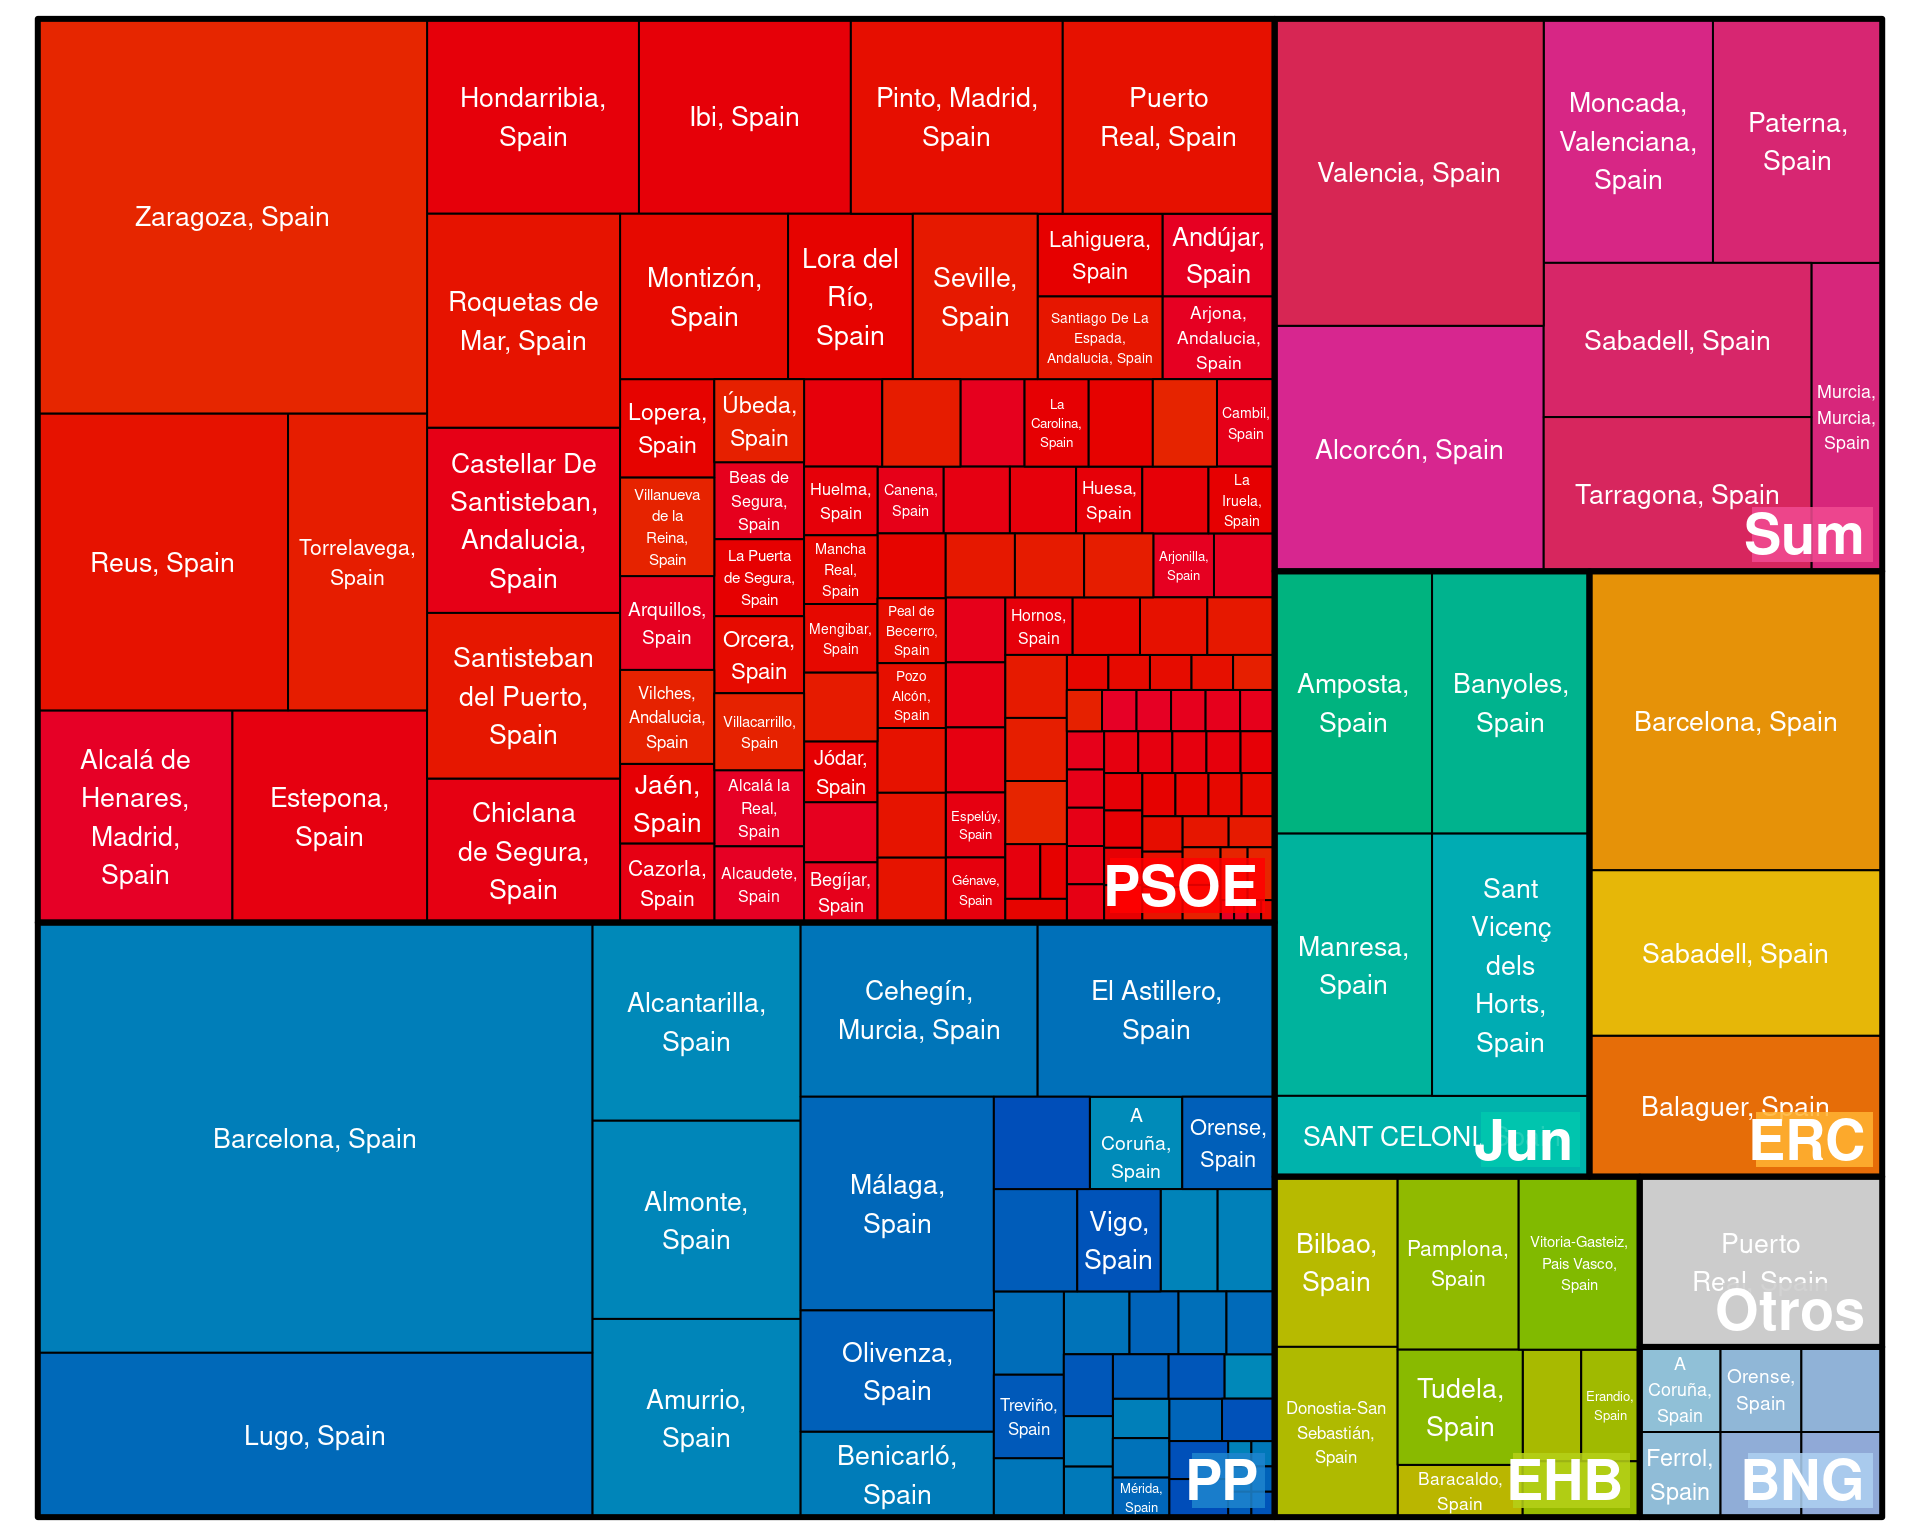 Zaragoza, Spain
Hondarribia,
Spain
Ibi, Spain
Pinto, Madrid,
Spain
Puerto
Real, Spain
Roquetas de
Mar, Spain
Montizón,
Spain
Lora del
Río,
Spain
Seville,
Spain
Lahiguera,
Spain
Andújar,
Spain
Santiago De La
Espada,
Andalucia, Spain
Arjona,
Andalucia,
Spain
Reus, Spain
Torrelavega,
Spain
Castellar De
Santisteban,
Andalucia,
Spain
Lopera,
Spain
Úbeda,
Spain
La
Carolina,
Spain
Cambil,
Spain
Villanueva
de la
Reina,
Spain
Beas de
Segura,
Spain
Huelma,
Spain
Canena,
Spain
Huesa,
Spain
La
Iruela,
Spain
La Puerta
de Segura,
Spain
Mancha
Real,
Spain
Arjonilla,
Spain
Arquillos,
Spain
Orcera,
Spain
Mengibar,
Spain
Peal de
Becerro,
Spain
Hornos,
Spain
Santisteban
del Puerto,
Spain
Vilches,
Andalucia,
Spain
Villacarrillo,
Spain
Pozo
Alcón,
Spain
Alcalá de
Henares,
Madrid,
Spain
Estepona,
Spain
Chiclana
de Segura,
Spain
Jaén,
Spain
Alcalá la
Real,
Spain
Jódar,
Spain
Espelúy,
Spain
Cazorla,
Spain
Alcaudete,
Spain
Begíjar,
Spain
Génave,
Spain
PSOE
Valencia, Spain
Moncada,
Valenciana,
Spain
Paterna,
Spain
Alcorcón, Spain
Sabadell, Spain
Murcia,
Murcia,
Spain
Tarragona, Spain
Sum
Amposta,
Spain
Banyoles,
Spain
Manresa,
Spain
Sant
Vicenç
dels
Horts,
Spain
SANT CELONI,
Jun
Barcelona, Spain
Sabadell, Spain
Balaguer, Spain
ERC
Barcelona, Spain
Lugo, Spain
Alcantarilla,
Spain
Almonte,
Spain
Amurrio,
Spain
Cehegín,
Murcia, Spain
El Astillero,
Spain
Málaga,
Spain
A
Coruña,
Spain
Orense,
Spain
Vigo,
Spain
Olivenza,
Spain
Treviño,
Spain
Benicarló,
Spain
Mérida,
Spain
PP
Bilbao,
Spain
Pamplona,
Spain
Vitoria-Gasteiz,
Pais Vasco,
Spain
Donostia-San
Sebastián,
Spain
Tudela,
Spain
Erandio,
Spain
Baracaldo,
Spain
EHB
Puerto
Real, Spain
Otros
A
Coruña,
Spain
Orense,
Spain
Ferrol,
Spain
BNG